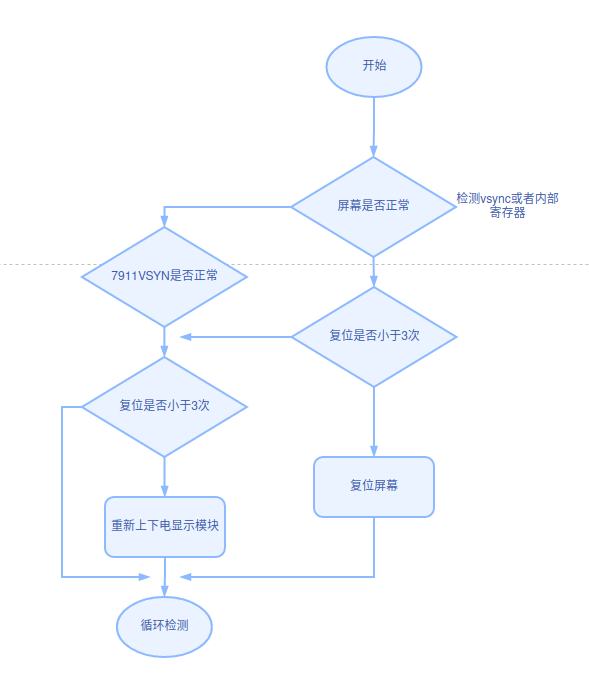 开始
屏幕是否正常
检测vsync或者内部
寄存器
7911VSYN是否正常
复位是否小于3次
复位是否小于3次
复位屏幕
重新上下电显示模块
循环检测